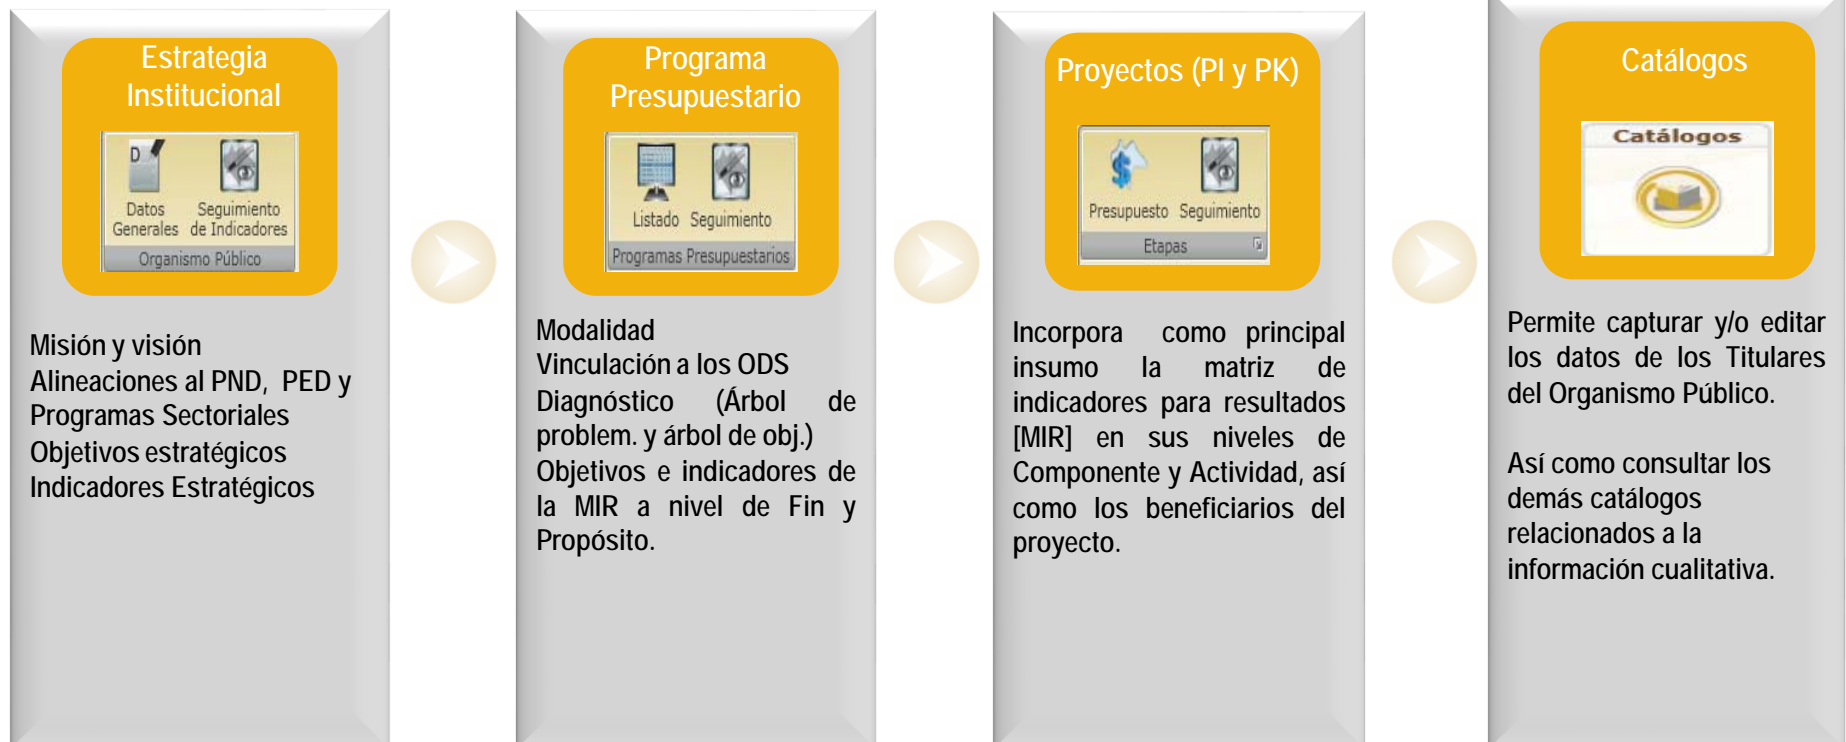 Estrategia
Institucional
D
Datos
Generales
Seguimiento
de Indicadores
Organismo Público
Misión y visión
Alineaciones al PND, PED y
Programas Sectoriales
Objetivos estratégicos
Indicadores Estratégicos
Programa
Presupuestario
Listado
Seguimiento
Programas Presupuestarios
Modalidad
Vinculación a los ODS
Diagnóstico (Árbol de
problem. y árbol de obj.)
Objetivos e indicadores de
la MIR a nivel de Fin y
Propósito.
Proyectos (PI y PK)
$
Presupuesto
Seguimiento
Etapas
Incorpora como principal
insumo la matriz de
indicadores para resultados
[MIR] en sus niveles de
Componente y Actividad, así
como los beneficiarios del
proyecto.
Catálogos
Catálogos
Permite capturar y/o editar
los datos de los Titulares
del Organismo Público.
Así como consultar los
demás catálogos
relacionados a la
información cualitativa.